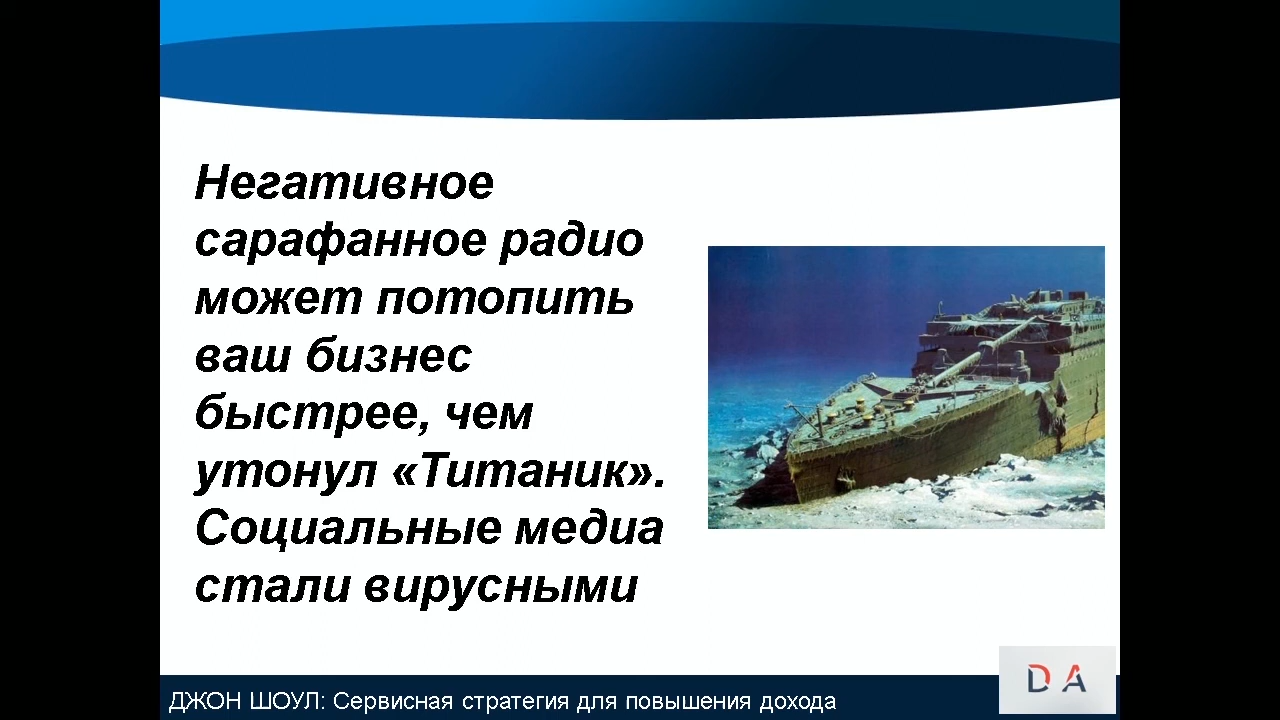 Негативное
сарафанное радио
может потопить
ваш бизнес
быстрее, чем
утонул «Титаник».
Социальные медиа
стали вирусными
ДЖОН ШОУЛ: Сервисная стратегия для повышения дохода
DA